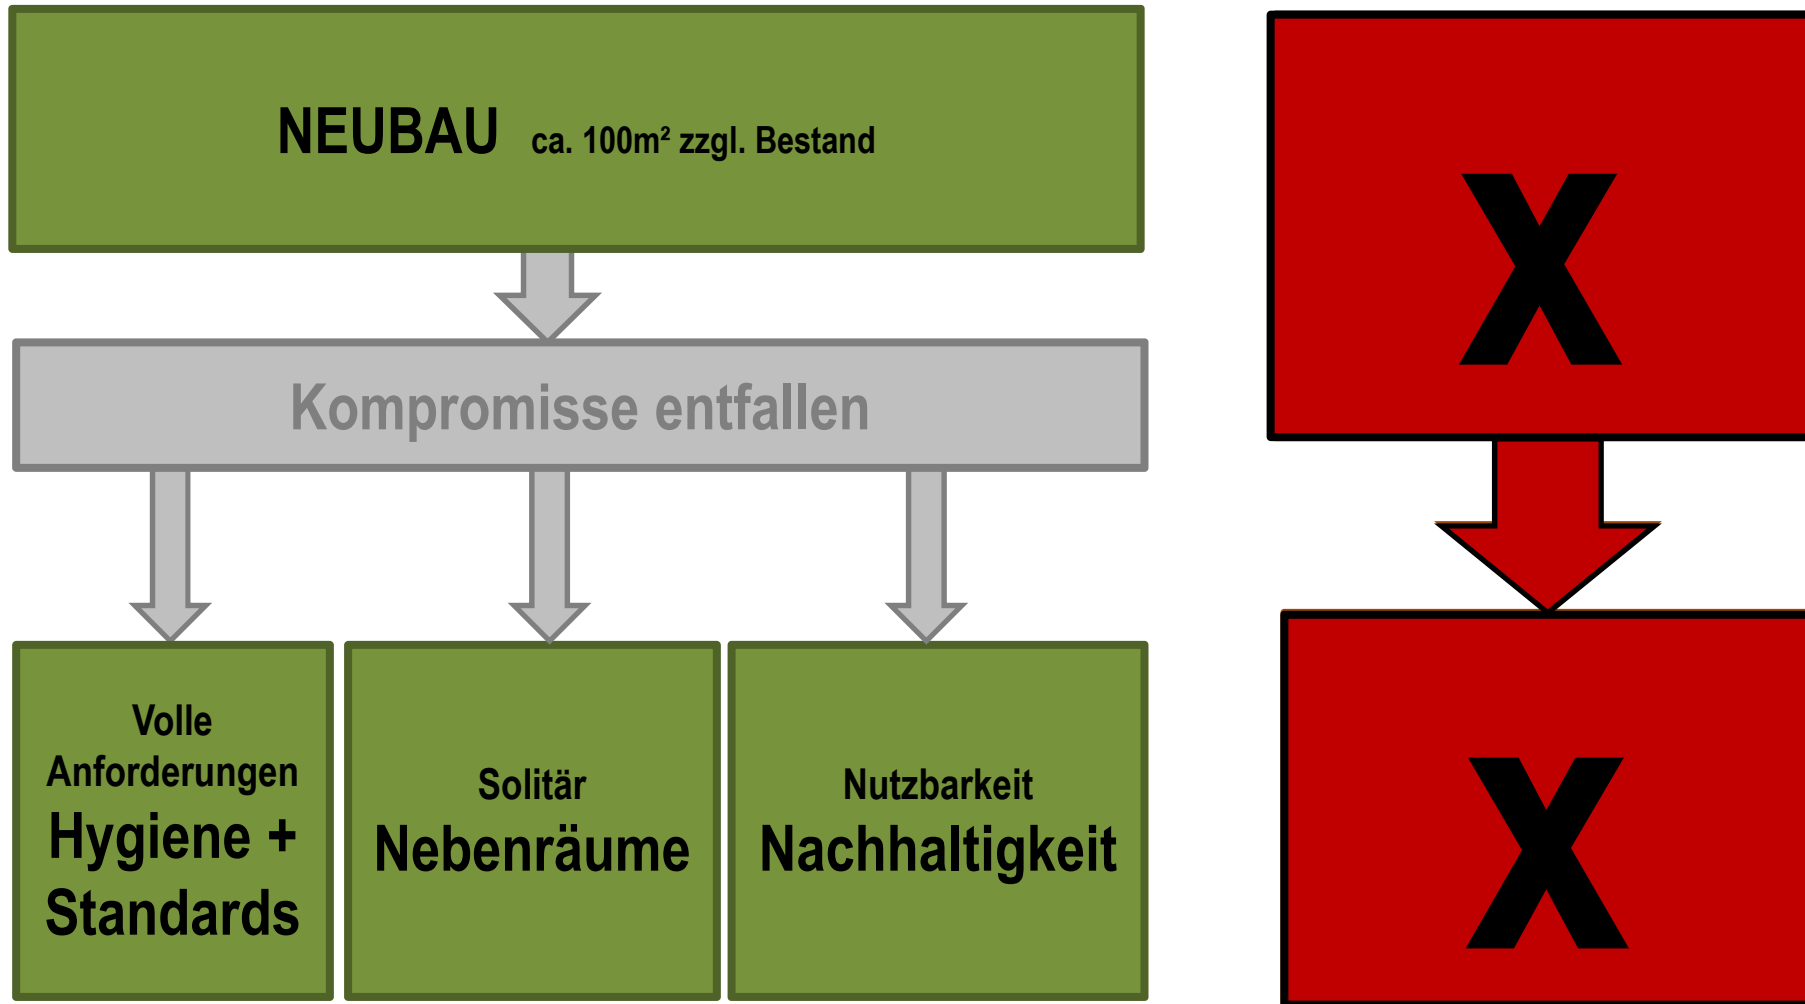 NEUBAU ca. 100m² zzgl. Bestand
Kompromisse entfallen
Volle
Anforderungen
Hygiene +
Standards
Solitär
Nebenräume
Nutzbarkeit
Nachhaltigkeit
X
X